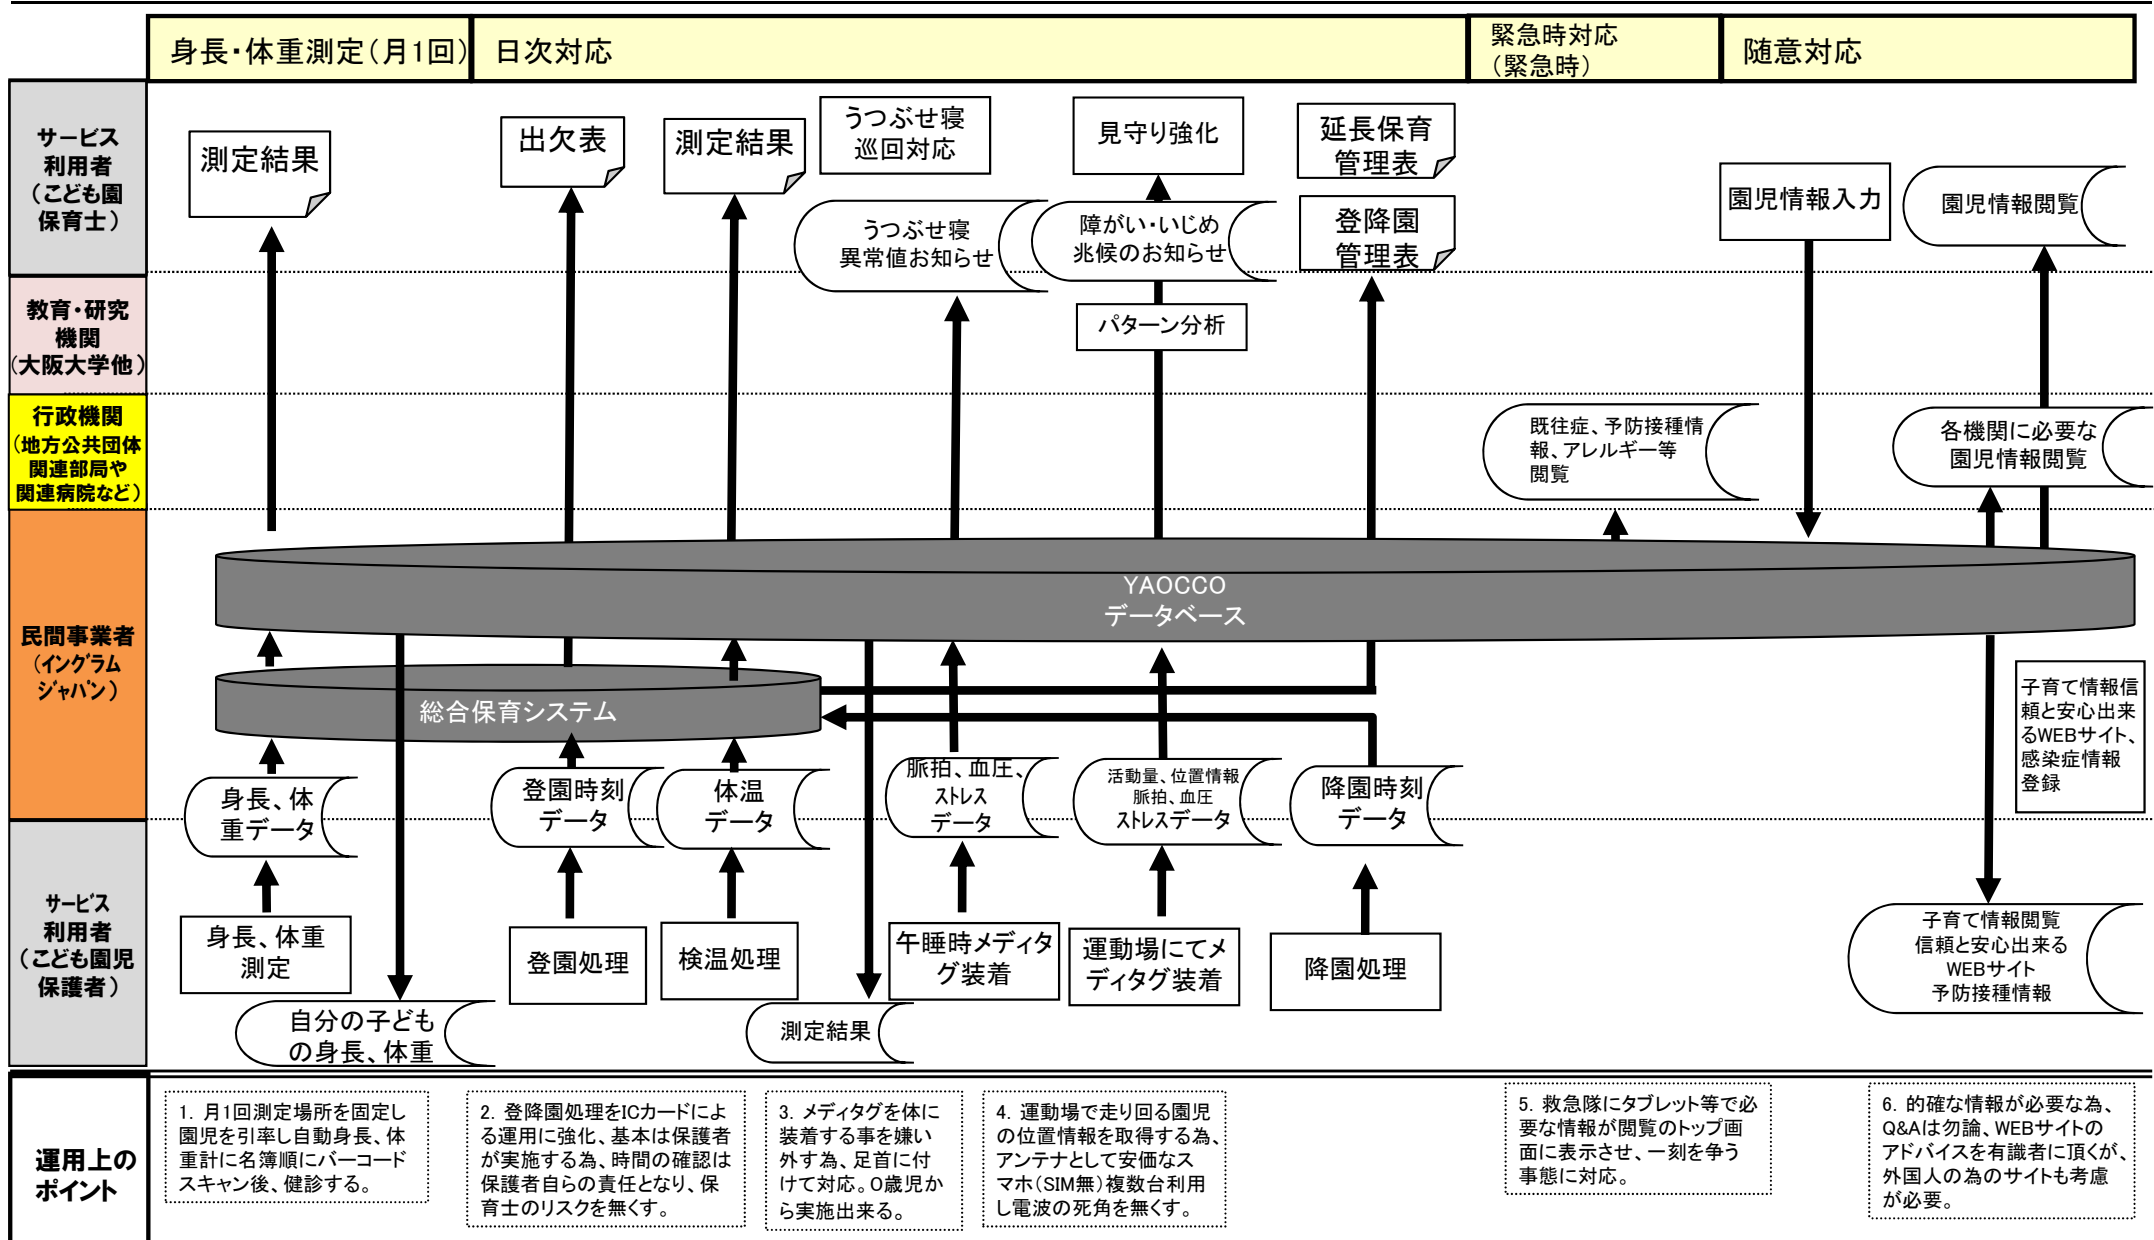 身長・体重測定(月1回)
日次対応
緊急時対応
(緊急時)
随意対応
サービス
利用者
(こども園
保育士)
測定結果
出欠表
測定結果
うつぶせ寝
巡回対応
見守り強化
延長保育
管理表
うつぶせ寝
異常値お知らせ
障がい・いじめ
兆候のお知らせ
登降園
管理表
園児情報入力
園児情報閲覧
教育・研究
機関
(大阪大学他)
パターン分析
行政機関
(地方公共団体
関連部局や
関連病院など)
既往症、予防接種情
報、アレルギー等
閲覧
各機関に必要な
園児情報閲覧
民間事業者
(イングラム
ジャパン)
YAOCCO
データベース
総合保育システム
子育て情報信
頼と安心出来
るWEBサイト、
感染症情報
登録
身長、体
重データ
登園時刻
データ
体温
データ
脈拍、血圧、
ストレス
データ
活動量、位置情報
脈拍、血圧
ストレスデータ
降園時刻
データ
サービス
利用者
(こども園児
保護者)
身長、体重
測定
登園処理
検温処理
午睡時メディタ
グ装着
運動場にてメ
ディタグ装着
降園処理
自分の子ども
の身長、体重
測定結果
子育て情報閲覧
信頼と安心出来る
WEBサイト
予防接種情報
運用上の
ポイント
1. 月1回測定場所を固定し
園児を引率し自動身長、体
重計に名簿順にバーコード
スキャン後、健診する。
2. 登降園処理をICカードによ
る運用に強化、基本は保護者
が実施する為、時間の確認は
保護者自らの責任となり、保
育士のリスクを無くす。
3. メディタグを体に
装着する事を嫌い
外す為、足首に付
けて対応。0歳児か
ら実施出来る。
4. 運動場で走り回る園児
の位置情報を取得する為、
アンテナとして安価なス
マホ(SIM無)複数台利用
し電波の死角を無くす。
5. 救急隊にタブレット等で必
要な情報が閲覧のトップ画
面に表示させ、一刻を争う
事態に対応。
6. 的確な情報が必要な為、
Q&Aは勿論、WEBサイトの
アドバイスを有識者に頂くが、
外国人の為のサイトも考慮
が必要。